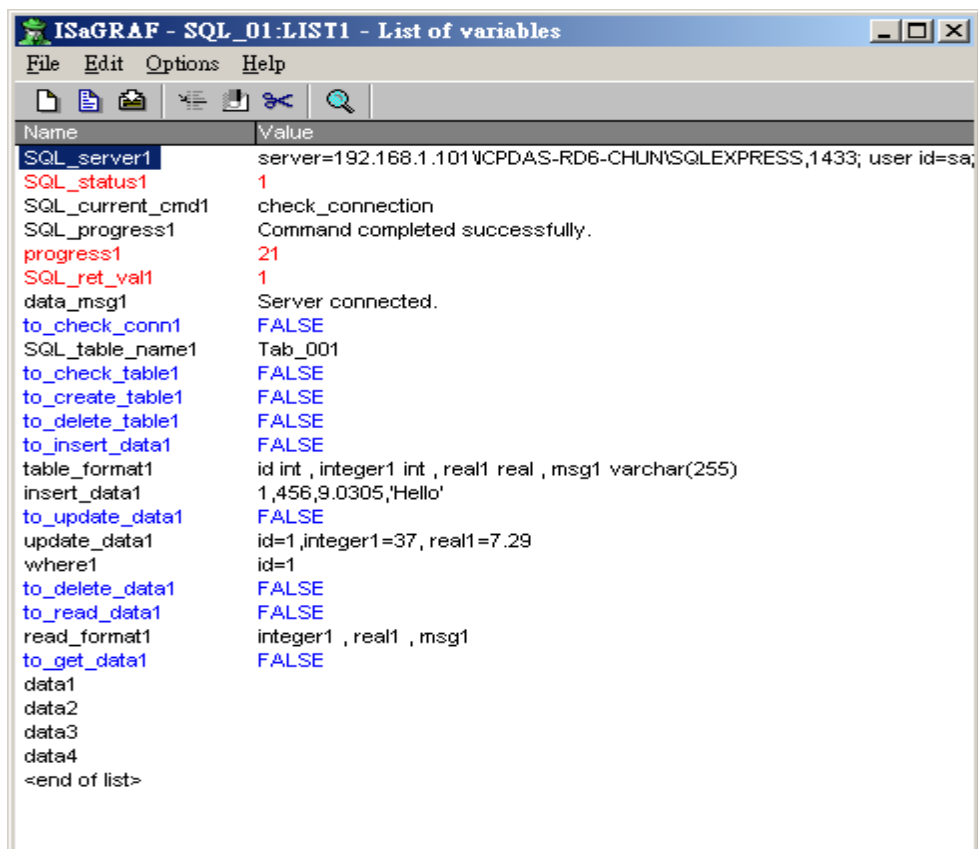 ISaGRAF - SQL_01:LIST1 - List of variables
File Edit Options Help
Name Value
SQL_server1 server=192.168.1.101\ICPDAS-RD6-CHUN\SQLEXPRESS,1433; user id=sa;
SQL_status1 1
SQL_current_cmd1 check_connection
SQL_progress1 Command completed successfully.
progress1 21
SQL_ret_val1 1
data_msg1 Server connected.
to_check_conn1 FALSE
SQL_table_name1 Tab_001
to_check_table1 FALSE
to_create_table1 FALSE
to_delete_table1 FALSE
to_insert_data1 FALSE
table_format1 id int , integer1 int , real1 real , msg1 varchar(255)
insert_data1 1,456,9.0305,'Hello'
to_update_data1 FALSE
update_data1 id=1,integer1=37, real1=7.29
where1 id=1
to_delete_data1 FALSE
to_read_data1 FALSE
read_format1 integer1 , real1 , msg1
to_get_data1 FALSE
data1
data2
data3
data4
<end of list>